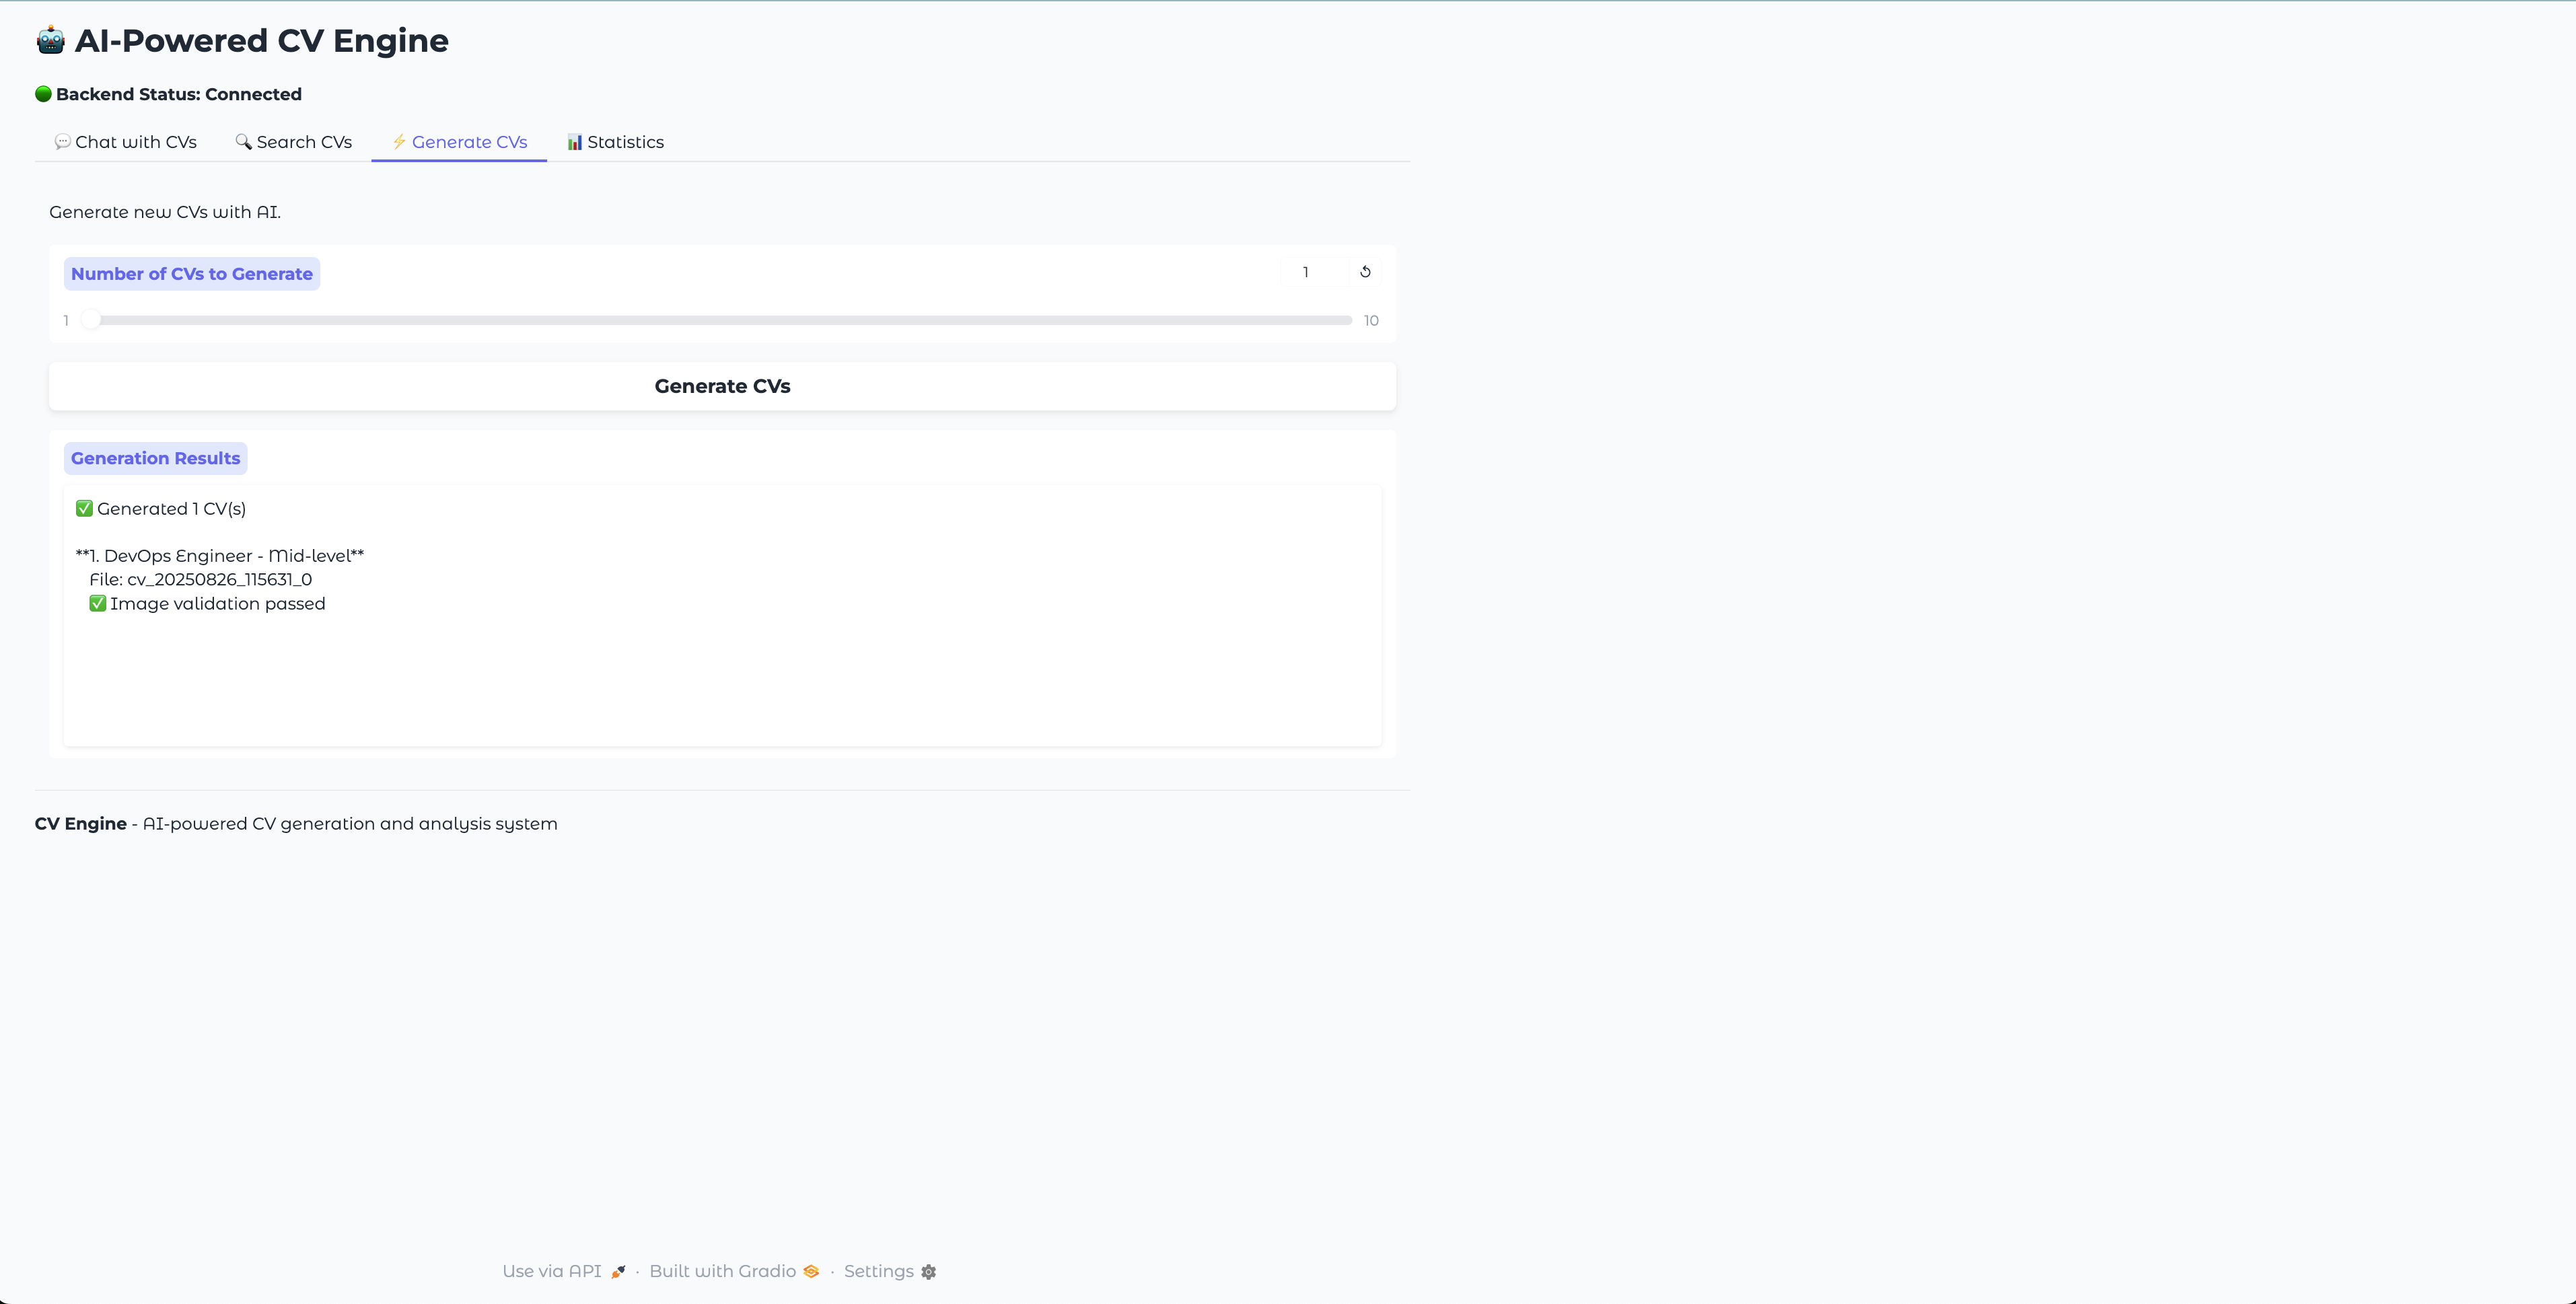 🤖 AI-Powered CV Engine
🟢 Backend Status: Connected
💬 Chat with CVs 🔍 Search CVs ⚡ Generate CVs 📊 Statistics
Generate new CVs with AI.
Number of CVs to Generate 1
1 10
Generate CVs
Generation Results
✅ Generated 1 CV(s)
**1. DevOps Engineer - Mid-level**
File: cv_20250826_115631_0
✅ Image validation passed
CV Engine - AI-powered CV generation and analysis system
Use via API 🚀 · Built with Gradio · Settings ⚙️